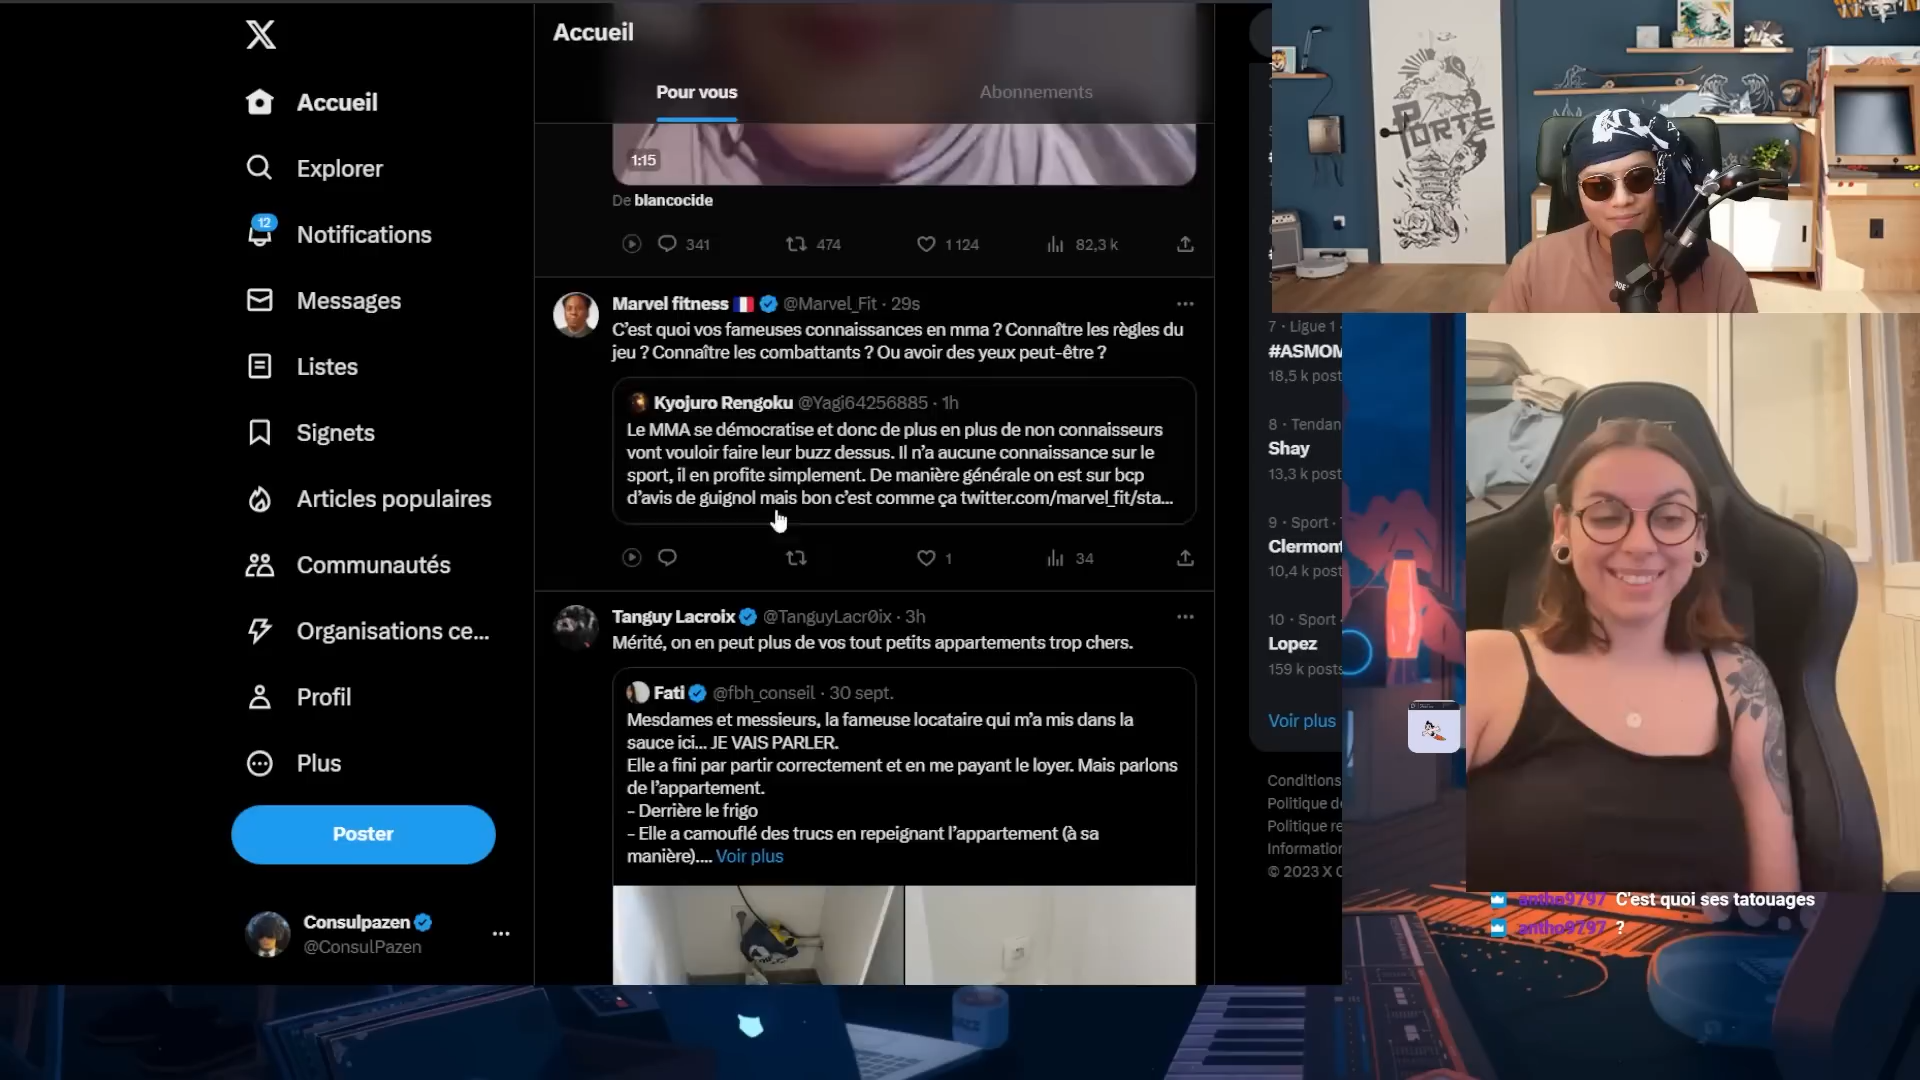 Accueil
Explorer
12
Notifications
Messages
Listes
Signets
Articles populaires
Communautés
Organisations ce...
Profil
Plus
Poster
Consulpazen
@ConsulPazen
Accueil
Pour vous
Abonnements
1:15
De blancocide
341
474
1 124
82,3 k
Marvel fitness @Marvel_Fit · 29s
C'est quoi vos fameuses connaissances en mma ? Connaître les règles du
jeu ? Connaître les combattants ? Ou avoir des yeux peut-être ?
Kyojuro Rengoku @Yagi64256885 · 1h
Le MMA se démocratise et donc de plus en plus de non connaisseurs
vont vouloir faire leur buzz dessus. Il n'a aucune connaissance sur le
sport, il en profite simplement. De manière générale on est sur bcp
d'avis de guignol mais bon c'est comme ça twitter.com/marvel_fit/sta...
1
34
Tanguy Lacroix @TanguyLacr0ix · 3h
Mérité, on en peut plus de vos tout petits appartements trop chers.
Fati @fbh_conseil · 30 sept.
Mesdames et messieurs, la fameuse locataire qui m'a mis dans la
sauce ici... JE VAIS PARLER.
Elle a fini par partir correctement et en me payant le loyer. Mais parlons
de l'appartement.
- Derrière le frigo
- Elle a camouflé des trucs en repeignant l'appartement (à sa
manière).... Voir plus
PORTE
7 · Ligue 1
#ASMOM
18,5 k post
8 · Tendan
Shay
13,3 k post
9 · Sport ·
Clermont
10,4 k post
10 · Sport
Lopez
159 k posts
Voir plus
Conditions
Politique d
Politique re
Information
© 2023 X C
antho9797 C'est quoi ses tatouages
antho9797 ?